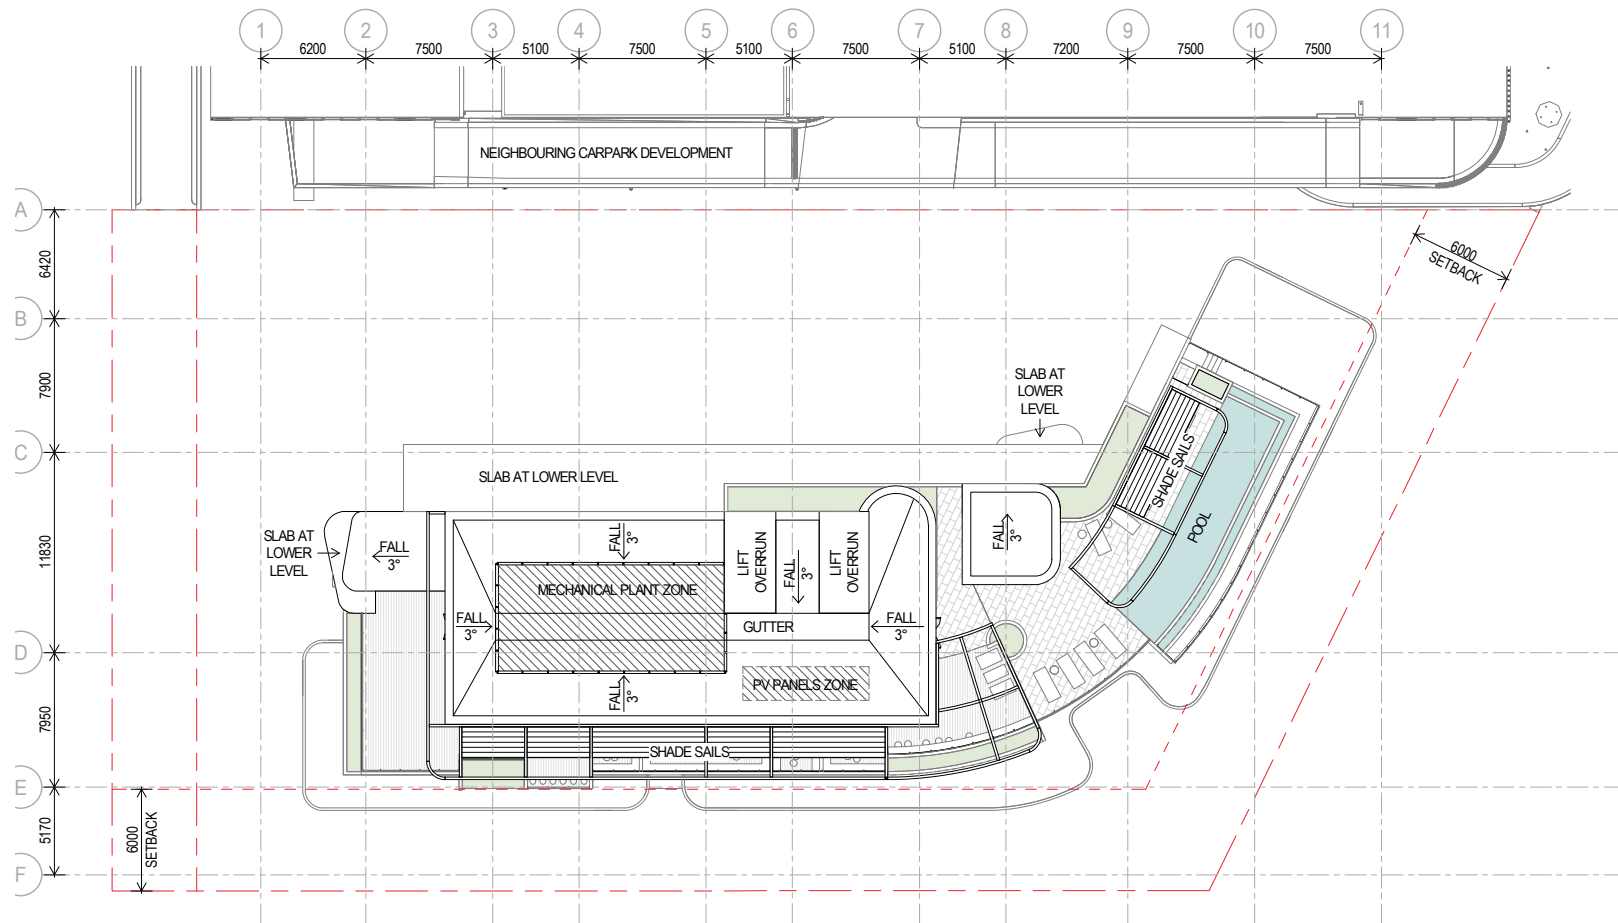 1 2 3 4 5 6 7 8 9 10 11
6200 7500 5100 7500 5100 7500 5100 7200 7500 7500
NEIGHBOURING CARPARK DEVELOPMENT
A
6420
6000
SETBACK
B
7900
SLAB AT
LOWER
LEVEL
C
SLAB AT LOWER LEVEL
SHADE SAILS
POOL
11830
SLAB AT
LOWER
LEVEL
FALL
3°
FALL
3°
LIFT
OVERRUN
FALL
3°
LIFT
OVERRUN
FALL
3°
MECHANICAL PLANT ZONE
FALL
3°
GUTTER
FALL
3°
D
FALL
3°
PV PANELS ZONE
7950
SHADE SAILS
E
5170
6000
SETBACK
F